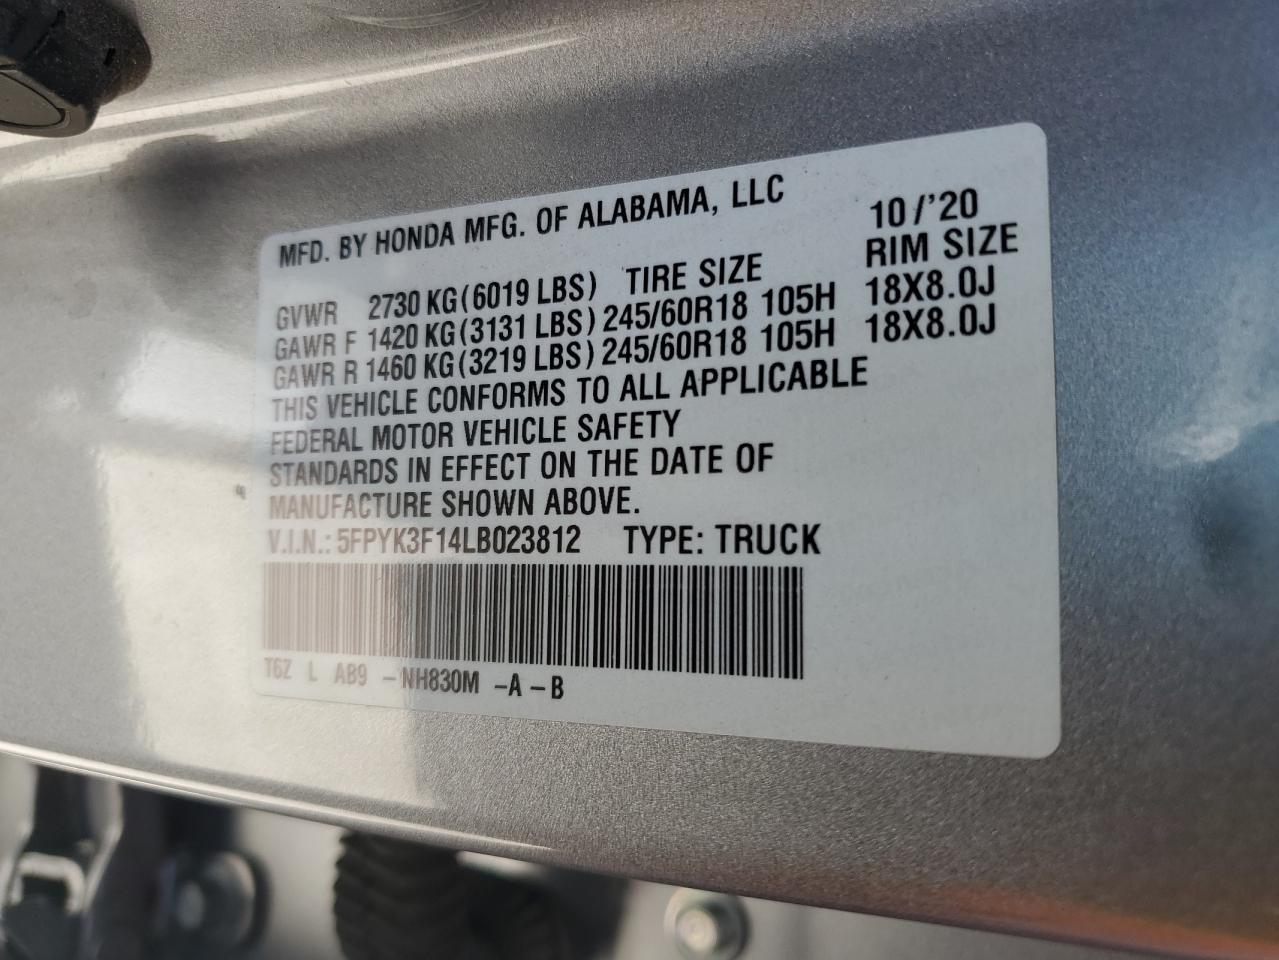 MFD. BY HONDA MFG. OF ALABAMA, LLC 10/'20
GVWR 2730 KG(6019 LBS) TIRE SIZE RIM SIZE
GAWR F 1420 KG(3131 LBS) 245/60R18 105H 18X8.0J
GAWR R 1460 KG(3219 LBS) 245/60R18 105H 18X8.0J
THIS VEHICLE CONFORMS TO ALL APPLICABLE
FEDERAL MOTOR VEHICLE SAFETY
STANDARDS IN EFFECT ON THE DATE OF
MANUFACTURE SHOWN ABOVE.
V.I.N.: 5FPYK3F14LB023812 TYPE: TRUCK
T6Z L AB9 -NH830M -A-B